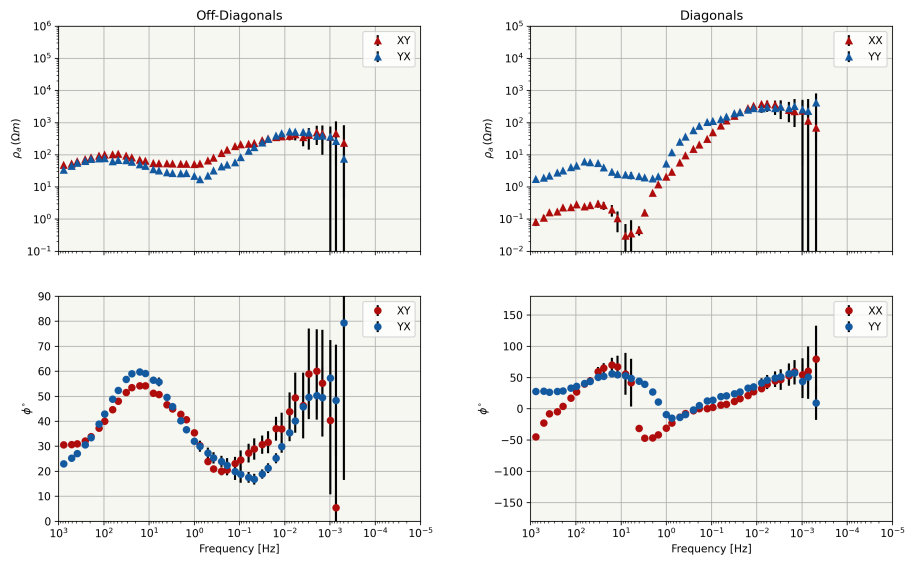 Off-Diagonals
Diagonals
10^6
10^5
10^4
10^3
10^2
10^1
10^0
10^−1
ρ_a (Ωm)
XY
YX
10^5
10^4
10^3
10^2
10^1
10^0
10^−1
10^−2
ρ_a (Ωm)
XX
YY
90
80
70
60
50
40
30
20
10
0
ϕ°
XY
YX
10^3 10^2 10^1 10^0 10^−1 10^−2 10^−3 10^−4 10^−5
Frequency [Hz]
150
100
50
0
−50
−100
−150
ϕ°
XX
YY
10^3 10^2 10^1 10^0 10^−1 10^−2 10^−3 10^−4 10^−5
Frequency [Hz]